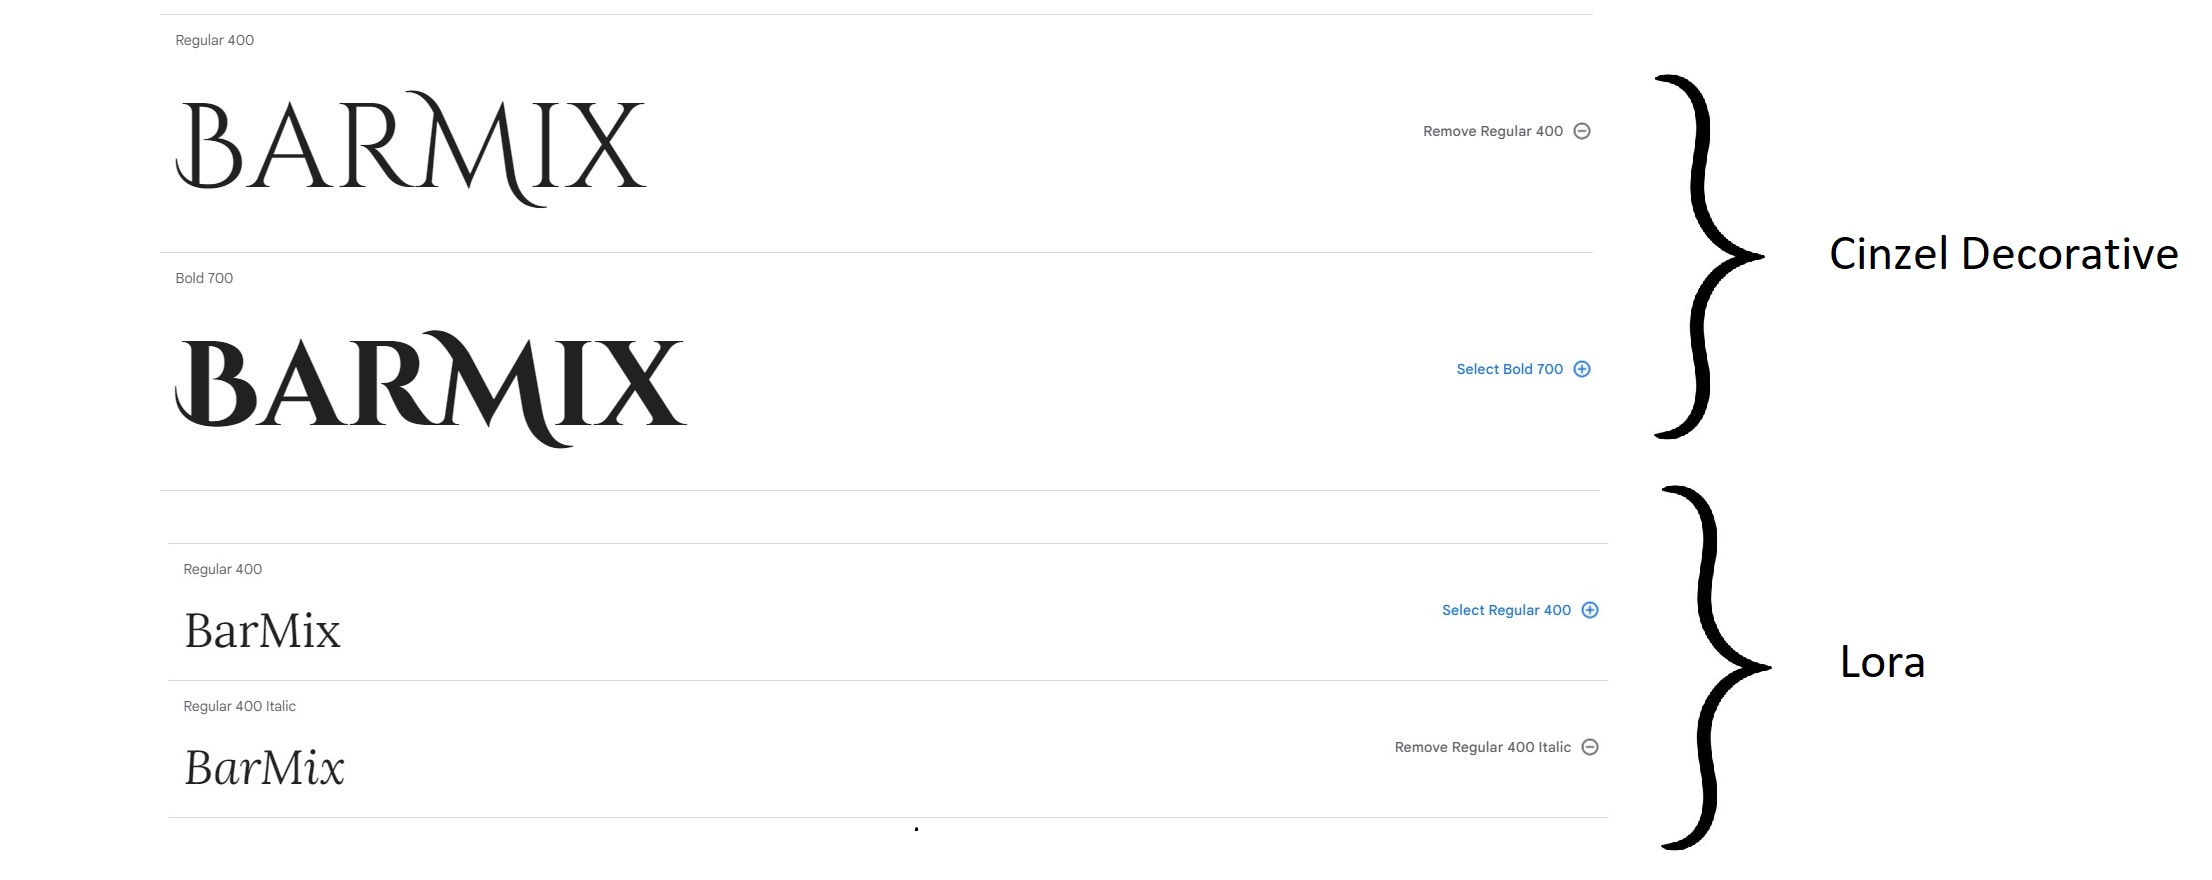 Regular 400
BARMIX
Remove Regular 400
Cinzel Decorative
Bold 700
BARMIX
Select Bold 700
Regular 400
BarMix
Select Regular 400
Lora
Regular 400 Italic
BarMix
Remove Regular 400 Italic